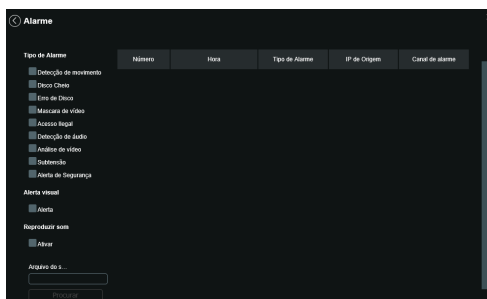 Alarme
Tipo de Alarme
Número Hora Tipo de Alarme IP de Origem Canal de alarme
Detecção de movimento
Disco Cheio
Erro de Disco
Mascara de vídeo
Acesso Ilegal
Detecção de áudio
Análise de vídeo
Subtensão
Alerta de Segurança
Alerta visual
Alerta
Reproduzir som
Ativar
Arquivo do s...
Procurar